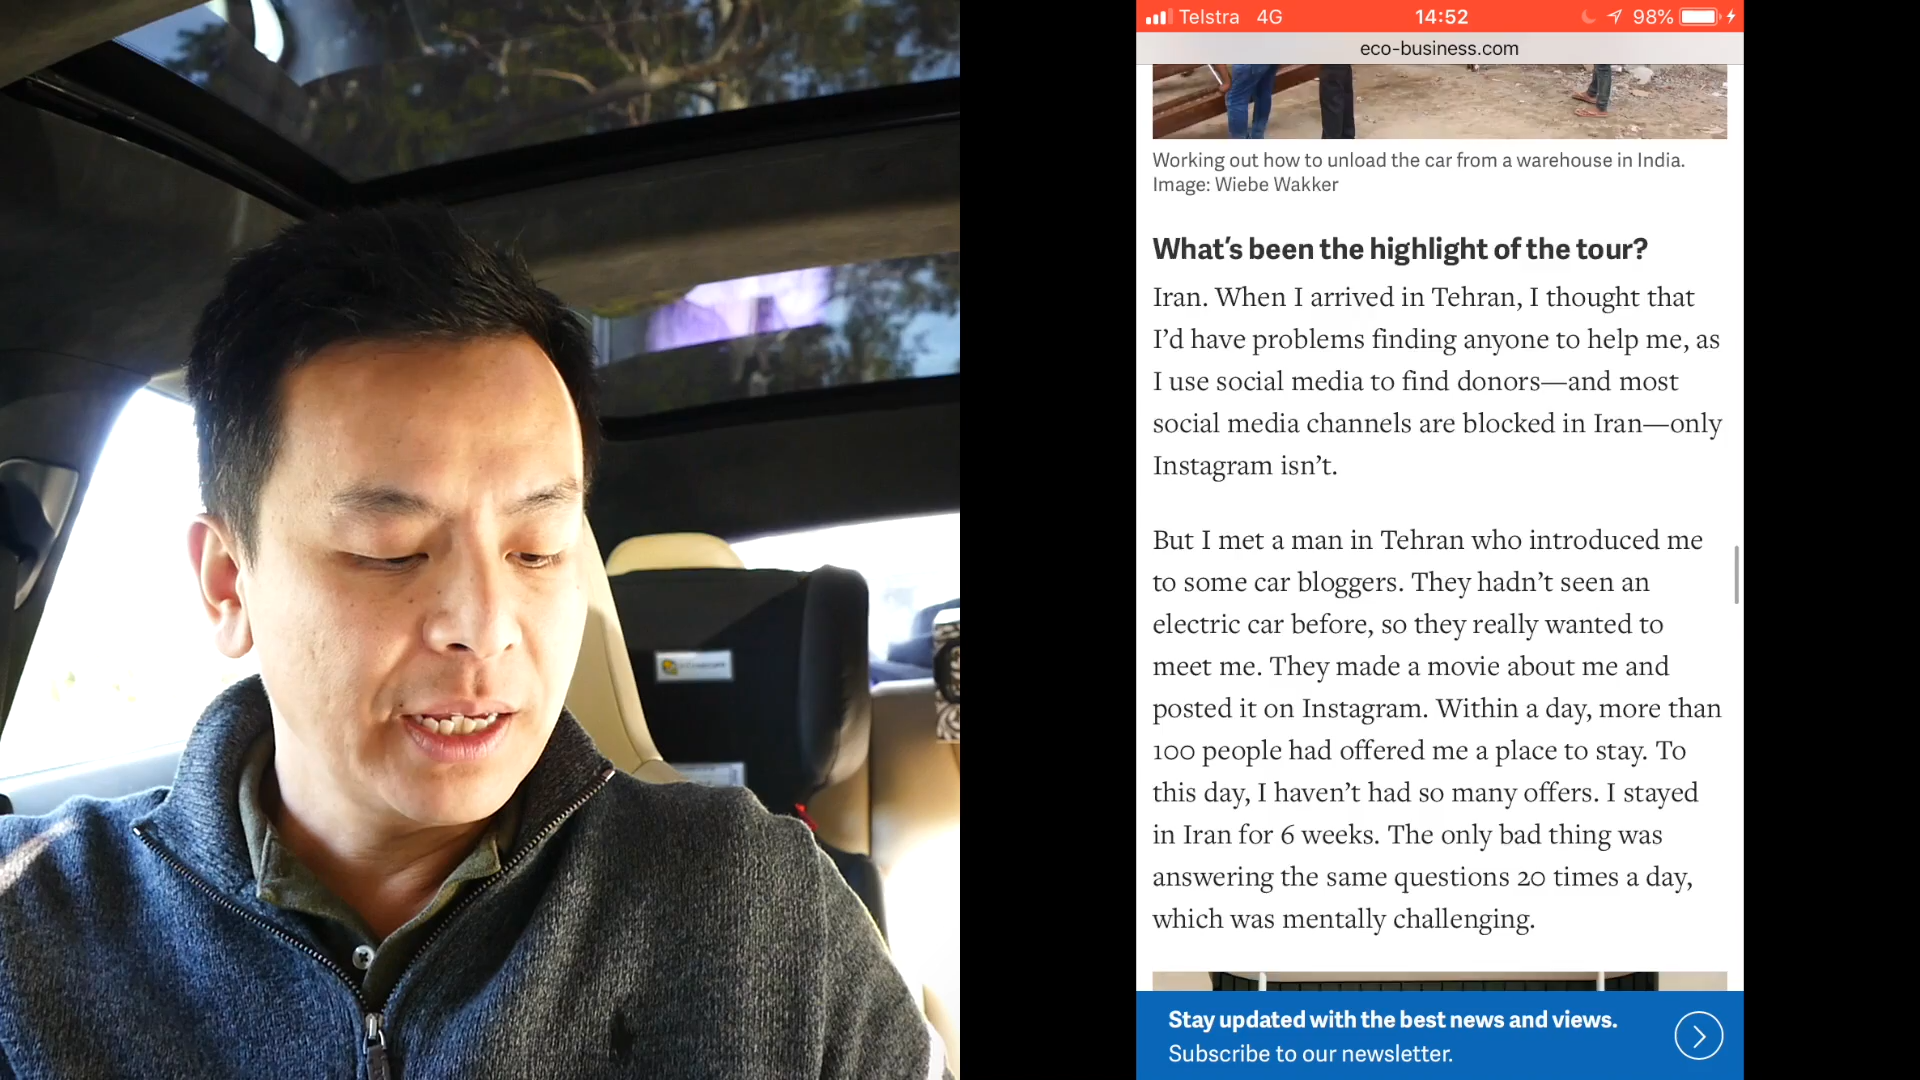 Telstra 4G 14:52 98%
eco-business.com
Working out how to unload the car from a warehouse in India.
Image: Wiebe Wakker
What's been the highlight of the tour?
Iran. When I arrived in Tehran, I thought that
I'd have problems finding anyone to help me, as
I use social media to find donors—and most
social media channels are blocked in Iran—only
Instagram isn't.
But I met a man in Tehran who introduced me
to some car bloggers. They hadn't seen an
electric car before, so they really wanted to
meet me. They made a movie about me and
posted it on Instagram. Within a day, more than
100 people had offered me a place to stay. To
this day, I haven't had so many offers. I stayed
in Iran for 6 weeks. The only bad thing was
answering the same questions 20 times a day,
which was mentally challenging.
Stay updated with the best news and views.
Subscribe to our newsletter.